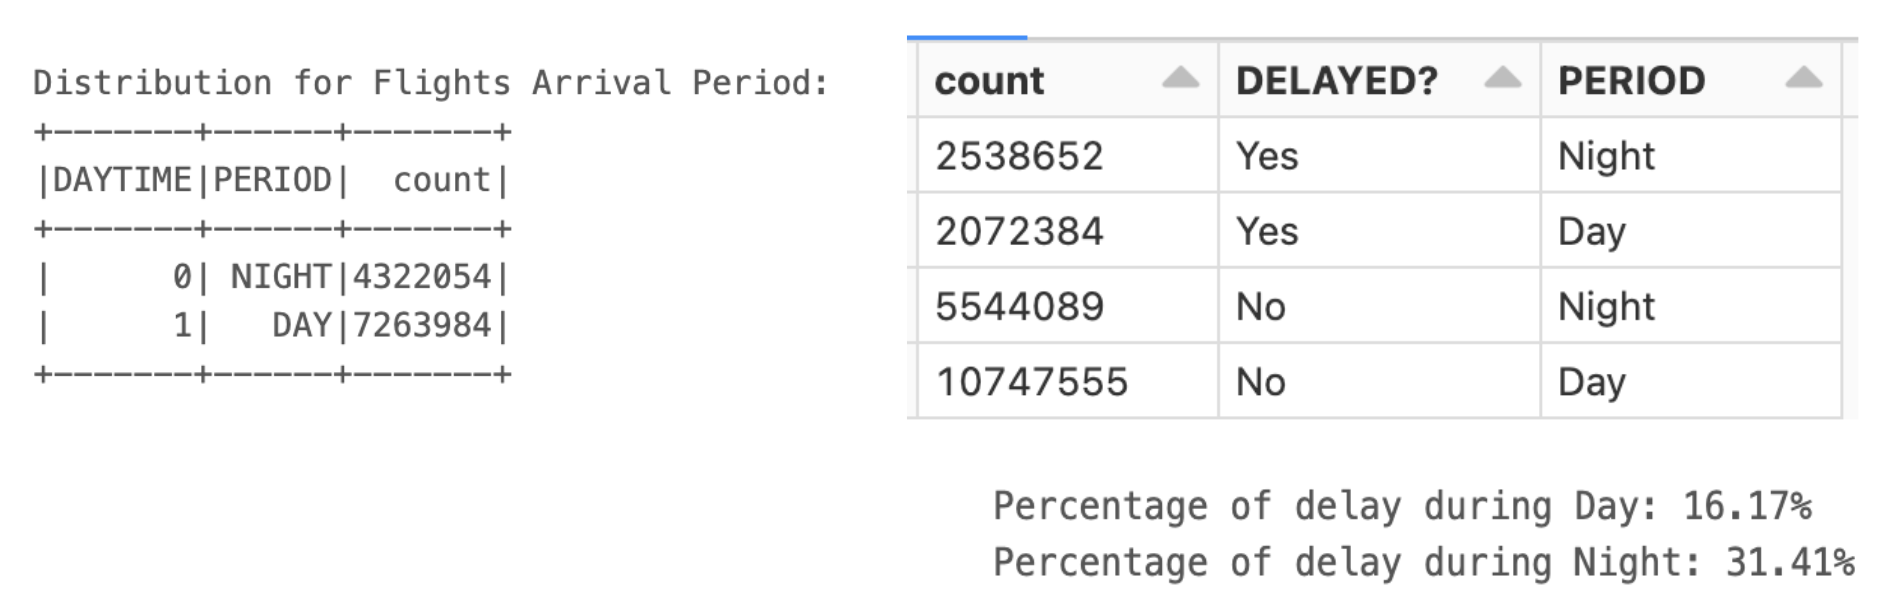 Distribution for Flights Arrival Period:
+-------+------+-------+
|DAYTIME|PERIOD|  count|
+-------+------+-------+
|      0| NIGHT|4322054|
|      1|   DAY|7263984|
+-------+------+-------+
count DELAYED? PERIOD
2538652 Yes Night
2072384 Yes Day
5544089 No Night
10747555 No Day
Percentage of delay during Day: 16.17%
Percentage of delay during Night: 31.41%